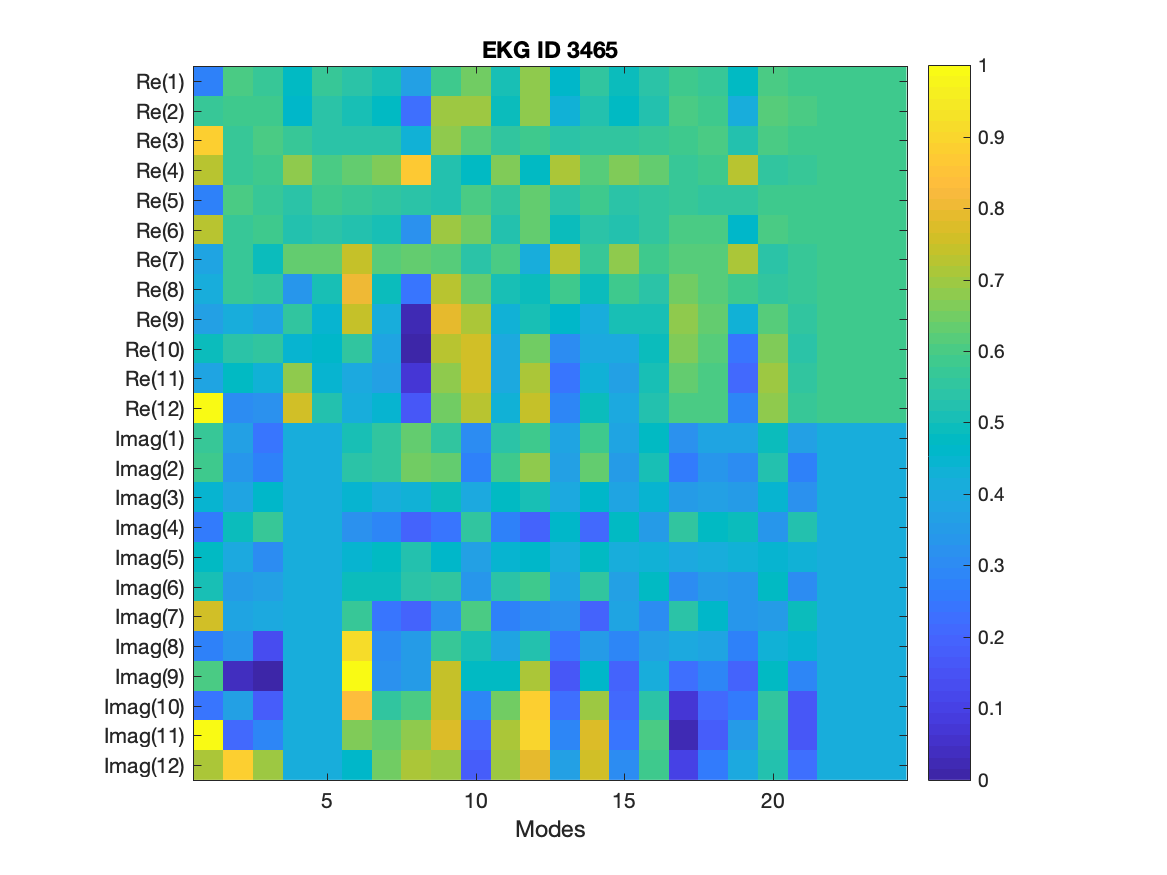 EKG ID 3465
Re(1)
Re(2)
Re(3)
Re(4)
Re(5)
Re(6)
Re(7)
Re(8)
Re(9)
Re(10)
Re(11)
Re(12)
Imag(1)
Imag(2)
Imag(3)
Imag(4)
Imag(5)
Imag(6)
Imag(7)
Imag(8)
Imag(9)
Imag(10)
Imag(11)
Imag(12)
5 10 15 20
Modes
1
0.9
0.8
0.7
0.6
0.5
0.4
0.3
0.2
0.1
0